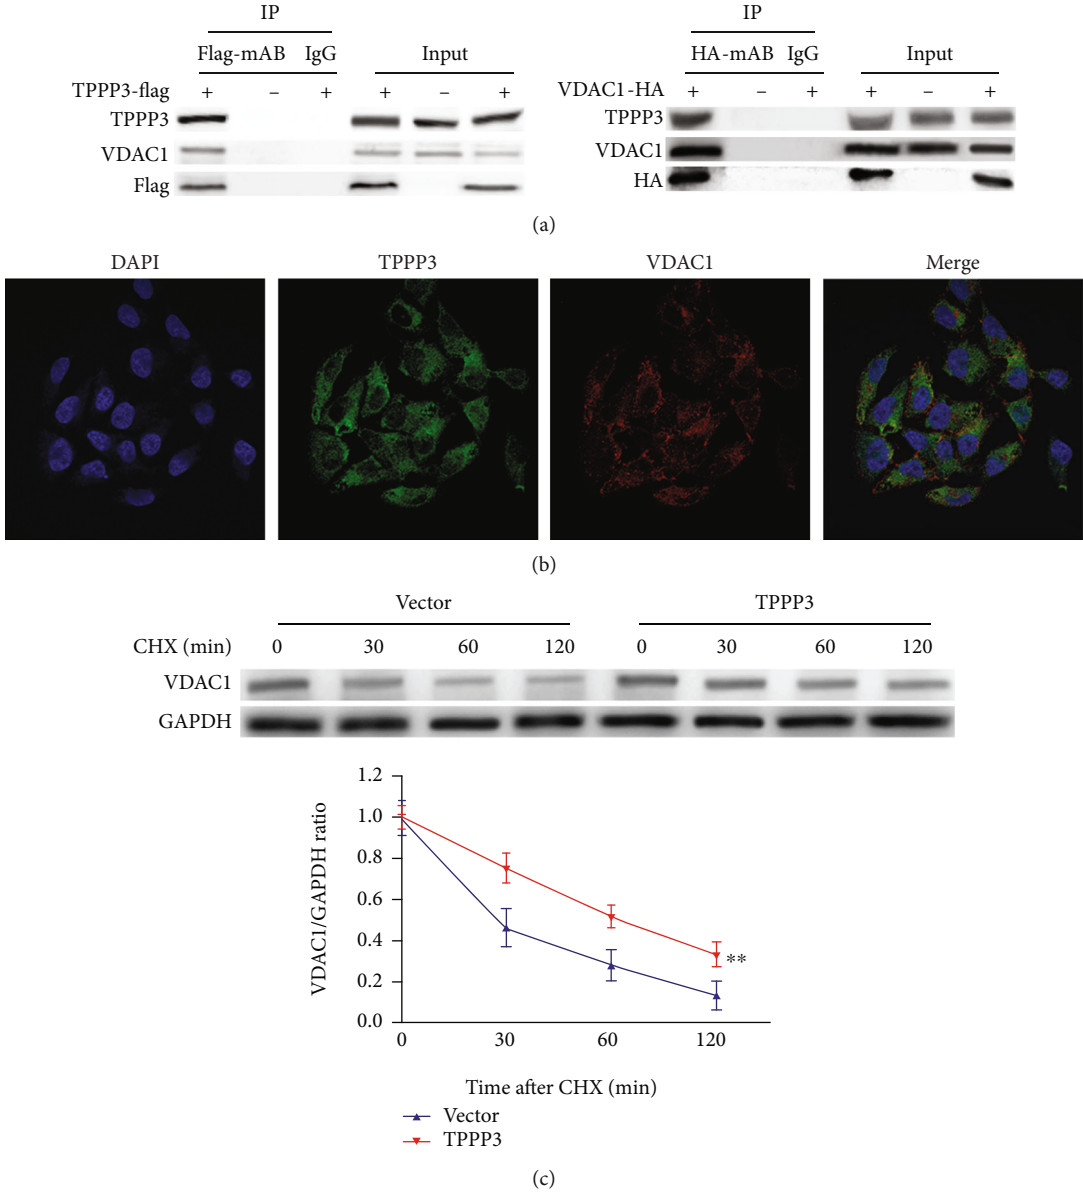 IP
Flag-mAB IgG Input
TPPP3-flag + – + + – +
TPPP3
VDAC1
Flag
IP
HA-mAB IgG Input
VDAC1-HA + – + + – +
TPPP3
VDAC1
HA
(a)
DAPI TPPP3 VDAC1 Merge
(b)
Vector TPPP3
CHX (min) 0 30 60 120 0 30 60 120
VDAC1
GAPDH
VDAC1/GAPDH ratio
1.2
1.0
0.8
0.6
0.4
0.2
0.0
**
0 30 60 120
Time after CHX (min)
Vector
TPPP3
(c)